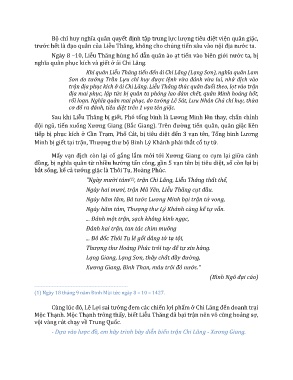 Bộ chỉ huy nghĩa quân quyết định tập trung lực lượng tiêu diệt viện quân giặc,
trước hết là đạo quân của Liễu Thăng, không cho chúng tiến sâu vào nội địa nước ta.
Ngày 8 - 10, Liễu Thăng hùng hổ dẫn quân ào ạt tiến vào biên giới nước ta, bị
nghĩa quân phục kích và giết ở ải Chi Lăng.
Khi quân Liễu Thăng tiến đến ải Chi Lăng (Lạng Sơn), nghĩa quân Lam
Sơn do tướng Trần Lựu chỉ huy được lệnh vừa đánh vừa lui, nhử địch vào
trận địa phục kích ở ải Chi Lăng. Liễu Thăng thúc quân đuổi theo, lọt vào trận
địa mai phục, lập tức bị quân ta phóng lao đâm chết, quân Minh hoảng hốt,
rối loạn. Nghĩa quân mai phục, do tướng Lê Sát, Lưu Nhân Chú chỉ huy, thừa
cơ đổ ra đánh, tiêu diệt trên 1 vạn tên giặc.
Sau khi Liễu Thăng bị giết, Phó tổng binh là Lương Minh lên thay, chấn chỉnh
đội ngũ, tiến xuống Xương Giang (Bắc Giang). Trên đường tiến quân, quân giặc liên
tiếp bị phục kích ở Cần Trạm, Phố Cát, bị tiêu diệt đến 3 vạn tên, Tổng binh Lương
Minh bị giết tại trận, Thượng thư bộ Binh Lý Khánh phải thắt cổ tự tử.
Mấy vạn địch còn lại cố gắng lắm mới tới Xương Giang co cụm lại giữa cánh
đồng, bị nghĩa quân từ nhiều hướng tấn công, gần 5 vạn tên bị tiêu diệt, số còn lại bị
bắt sống, kể cả tướng giặc là Thôi Tụ, Hoàng Phúc.
"Ngày mười tám(1), trận Chi Lăng, Liễu Thăng thất thế,
Ngày hai mươi, trận Mã Yên, Liễu Thăng cụt đầu.
Ngày hăm lăm, Bá tước Lương Minh bại trận tử vong,
Ngày hăm tám, Thượng thư Lý Khánh cùng kế tự vẫn.
... Đánh một trận, sạch không kình ngạc,
Đánh hai trận, tan tác chim muông
... Đô đốc Thôi Tụ lê gối dâng tờ tạ tội,
Thượng thư Hoàng Phúc trói tay để tự xin hàng.
Lạng Giang, Lạng Sơn, thây chất đầy đường,
Xương Giang, Bình Than, máu trôi đỏ nước."
(Bình Ngô đại cáo)
(1) Ngày 18 tháng 9 năm Đinh Mùi tức ngày 8 - 10 - 1427.
Cùng lúc đó, Lê Lợi sai tướng đem các chiến lợi phẩm ở Chi Lăng đến doanh trại
Mộc Thạnh. Mộc Thạnh trông thấy, biết Liễu Thăng đã bại trận nên vô cùng hoảng sợ,
vội vàng rút chạy về Trung Quốc.
- Dựa vào lược đồ, em hãy trình bày diễn biến trận Chi Lăng - Xương Giang.